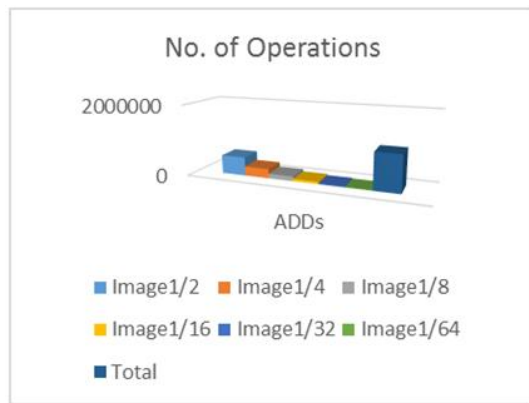 No. of Operations
2000000
0
ADDs
Image1/2 Image1/4 Image1/8
Image1/16 Image1/32 Image1/64
Total